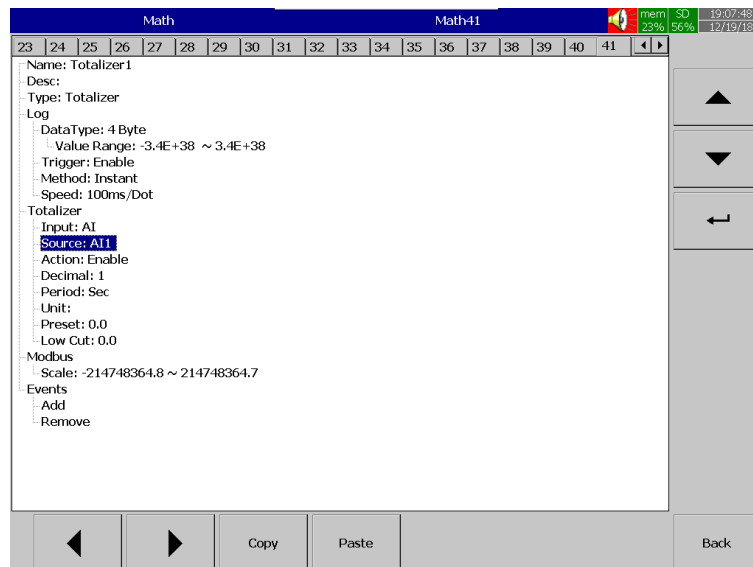 Math
Math41
mem 23%
SD 56%
19:07:48
12/19/18
23 24 25 26 27 28 29 30 31 32 33 34 35 36 37 38 39 40 41
Name: Totalizer1
Desc:
Type: Totalizer
Log
DataType: 4 Byte
Value Range: -3.4E+38 ~ 3.4E+38
Trigger: Enable
Method: Instant
Speed: 100ms/Dot
Totalizer
Input: AI
Source: AI1
Action: Enable
Decimal: 1
Period: Sec
Unit:
Preset: 0.0
Low Cut: 0.0
Modbus
Scale: -214748364.8 ~ 214748364.7
Events
Add
Remove
Copy
Paste
Back